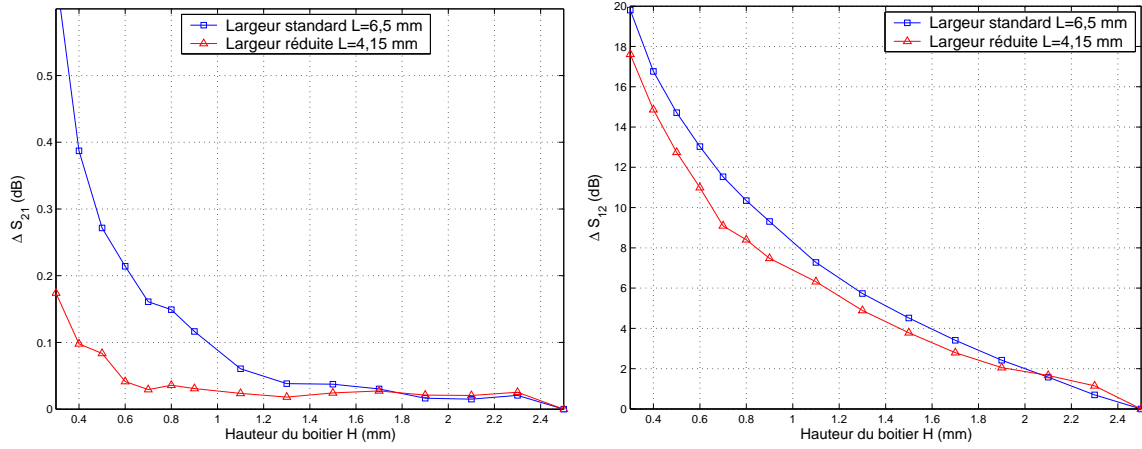 Largeur standard L=6,5 mm
Largeur réduite L=4,15 mm
0.5
0.4
0.3
0.2
0.1
0
Δ S21 (dB)
0.4 0.6 0.8 1 1.2 1.4 1.6 1.8 2 2.2 2.4
Hauteur du boitier H (mm)
Largeur standard L=6,5 mm
Largeur réduite L=4,15 mm
20
18
16
14
12
10
8
6
4
2
0
Δ S12 (dB)
0.4 0.6 0.8 1 1.2 1.4 1.6 1.8 2 2.2 2.4
Hauteur du boitier H (mm)